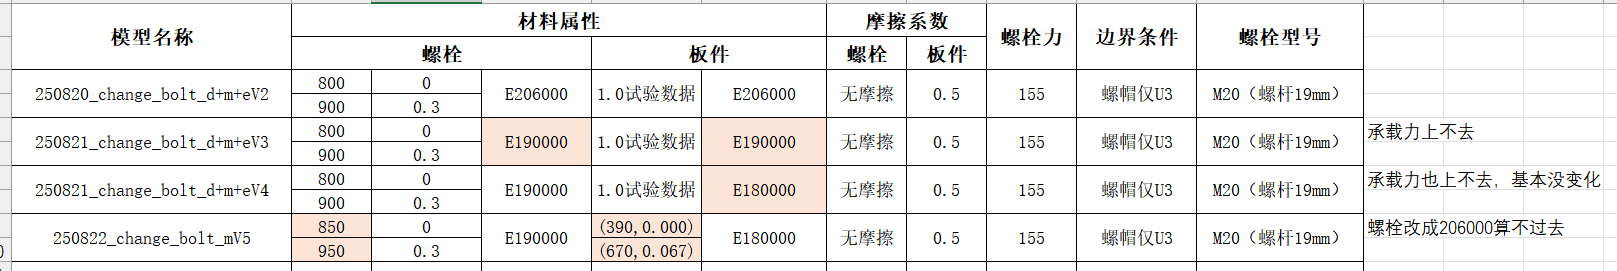 模型名称 材料属性 摩擦系数 螺栓力 边界条件 螺栓型号
螺栓 板件 螺栓 板件
250820_change_bolt_d+m+eV2 800 0 E206000 1.0试验数据 E206000 无摩擦 0.5 155 螺帽仅U3 M20（螺杆19mm）
900 0.3
250821_change_bolt_d+m+eV3 800 0 E190000 1.0试验数据 E190000 无摩擦 0.5 155 螺帽仅U3 M20（螺杆19mm） 承载力上不去
900 0.3
250821_change_bolt_d+m+eV4 800 0 E190000 1.0试验数据 E180000 无摩擦 0.5 155 螺帽仅U3 M20（螺杆19mm） 承载力也上不去，基本没变化
900 0.3
250822_change_bolt_mV5 850 0 E190000 (390,0.000) E180000 无摩擦 0.5 155 螺帽仅U3 M20（螺杆19mm） 螺栓改成206000算不过去
950 0.3 (670,0.067)